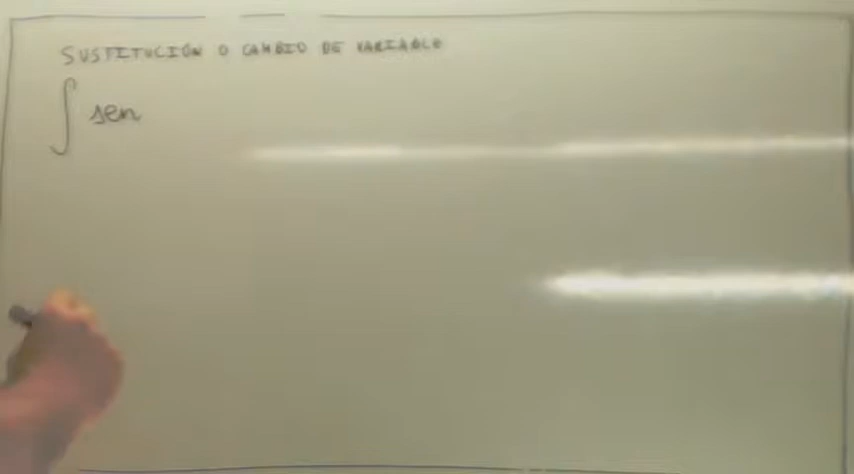 SUSTITUCIÓN O CAMBIO DE VARIABLE
∫ sen